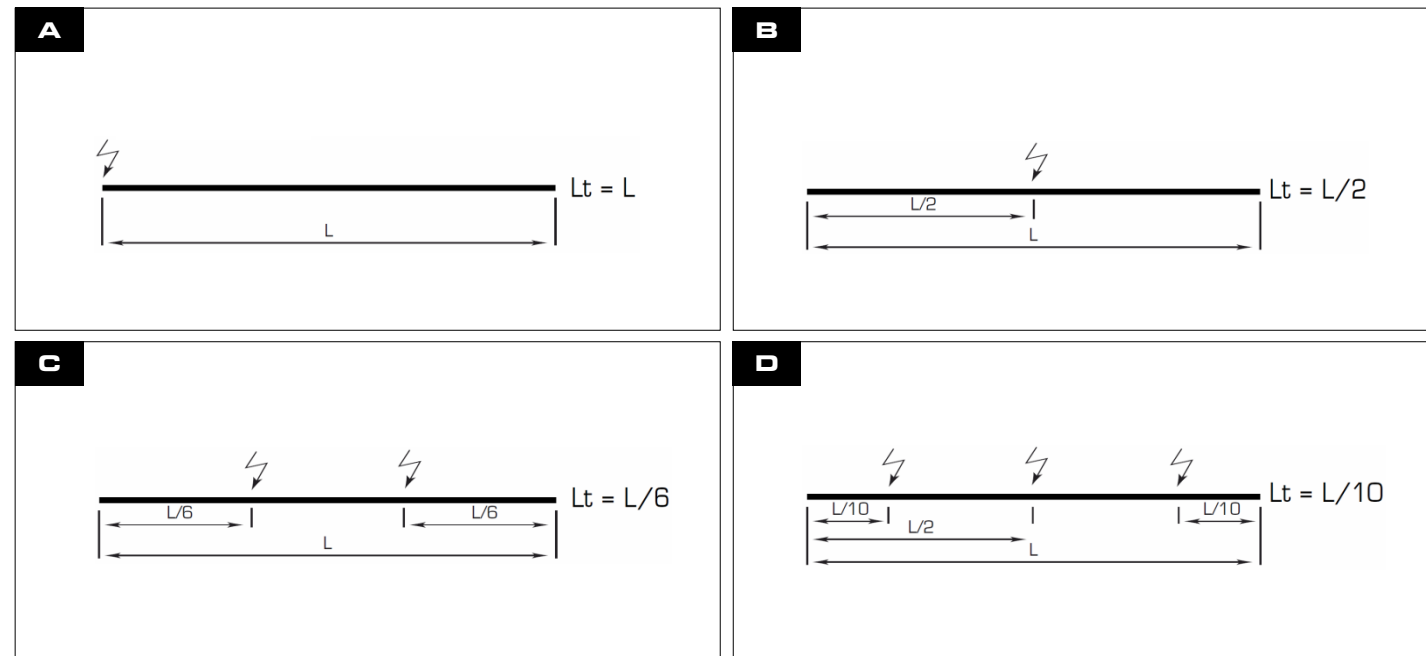 A
Lt = L
L
B
Lt = L/2
L/2
L
C
Lt = L/6
L/6 L/6
L
D
Lt = L/10
L/10 L/10
L/2
L